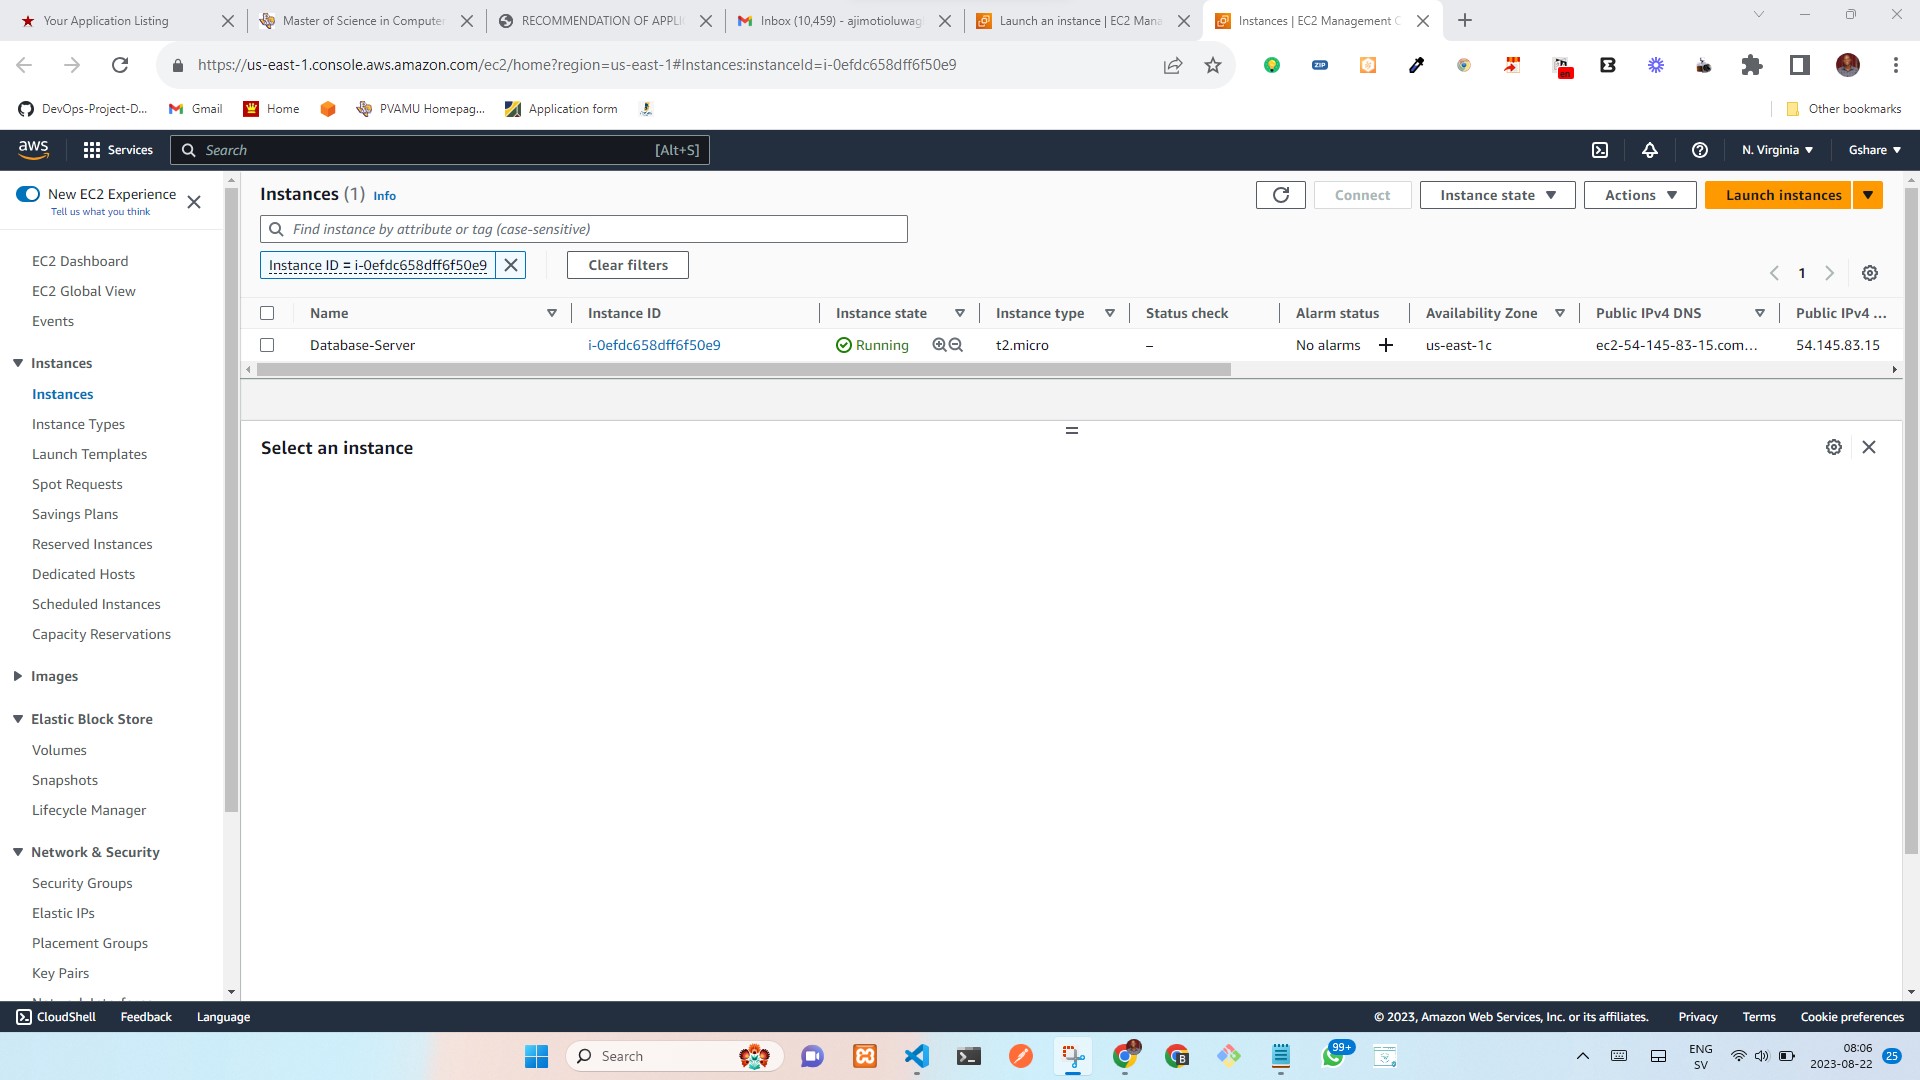 Your Application Listing
Master of Science in Computer
RECOMMENDATION OF APPLI
Inbox (10,459) - ajimotioluwag
Launch an instance | EC2 Mana
Instances | EC2 Management C
https://us-east-1.console.aws.amazon.com/ec2/home?region=us-east-1#Instances:instanceId=i-0efdc658dff6f50e9
ZIP
en
DevOps-Project-D...
Gmail
Home
PVAMU Homepag...
Application form
Other bookmarks
aws
Services
Search
[Alt+S]
N. Virginia
Gshare
New EC2 Experience
Tell us what you think
EC2 Dashboard
EC2 Global View
Events
Instances
Instances
Instance Types
Launch Templates
Spot Requests
Savings Plans
Reserved Instances
Dedicated Hosts
Scheduled Instances
Capacity Reservations
Images
Elastic Block Store
Volumes
Snapshots
Lifecycle Manager
Network & Security
Security Groups
Elastic IPs
Placement Groups
Key Pairs
Instances (1) Info
Connect
Instance state
Actions
Launch instances
Find instance by attribute or tag (case-sensitive)
Instance ID = i-0efdc658dff6f50e9
Clear filters
1
Name
Instance ID
Instance state
Instance type
Status check
Alarm status
Availability Zone
Public IPv4 DNS
Public IPv4 ...
Database-Server
i-0efdc658dff6f50e9
Running
t2.micro
–
No alarms
us-east-1c
ec2-54-145-83-15.com...
54.145.83.15
Select an instance
CloudShell
Feedback
Language
© 2023, Amazon Web Services, Inc. or its affiliates.
Privacy
Terms
Cookie preferences
Search
B
99+
ENG
SV
08:06
2023-08-22
25